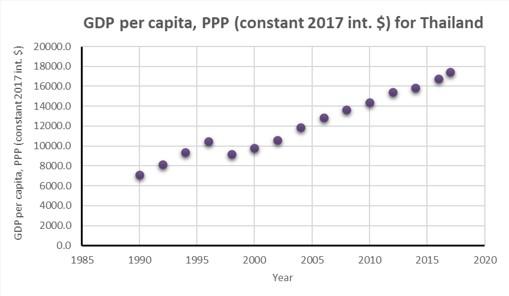 GDP per capita, PPP (constant 2017 int. $) for Thailand
GDP per capita, PPP (constant 2017 int. $)
20000.0
18000.0
16000.0
14000.0
12000.0
10000.0
8000.0
6000.0
4000.0
2000.0
0.0
1985 1990 1995 2000 2005 2010 2015 2020
Year